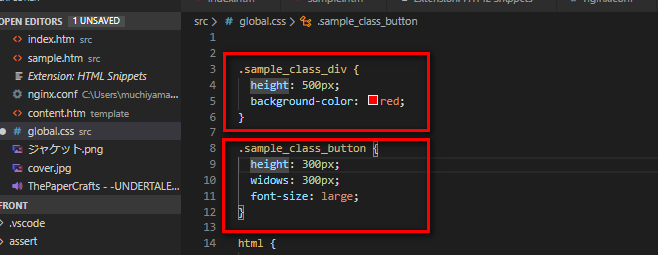 OPEN EDITORS 1 UNSAVED
index.htm src
sample.htm src
Extension: HTML Snippets
nginx.conf C:\Users\muchiyama
content.htm template
# global.css src
ジャケット.png
cover.jpg
ThePaperCrafts - -UNDERTALE
FRONT
> .vscode
> assert
src > # global.css > .sample_class_button
1
2
3 .sample_class_div {
4 height: 500px;
5 background-color: red;
6 }
7
8 .sample_class_button {
9 height: 300px;
10 widows: 300px;
11 font-size: large;
12 }
13
14 html {